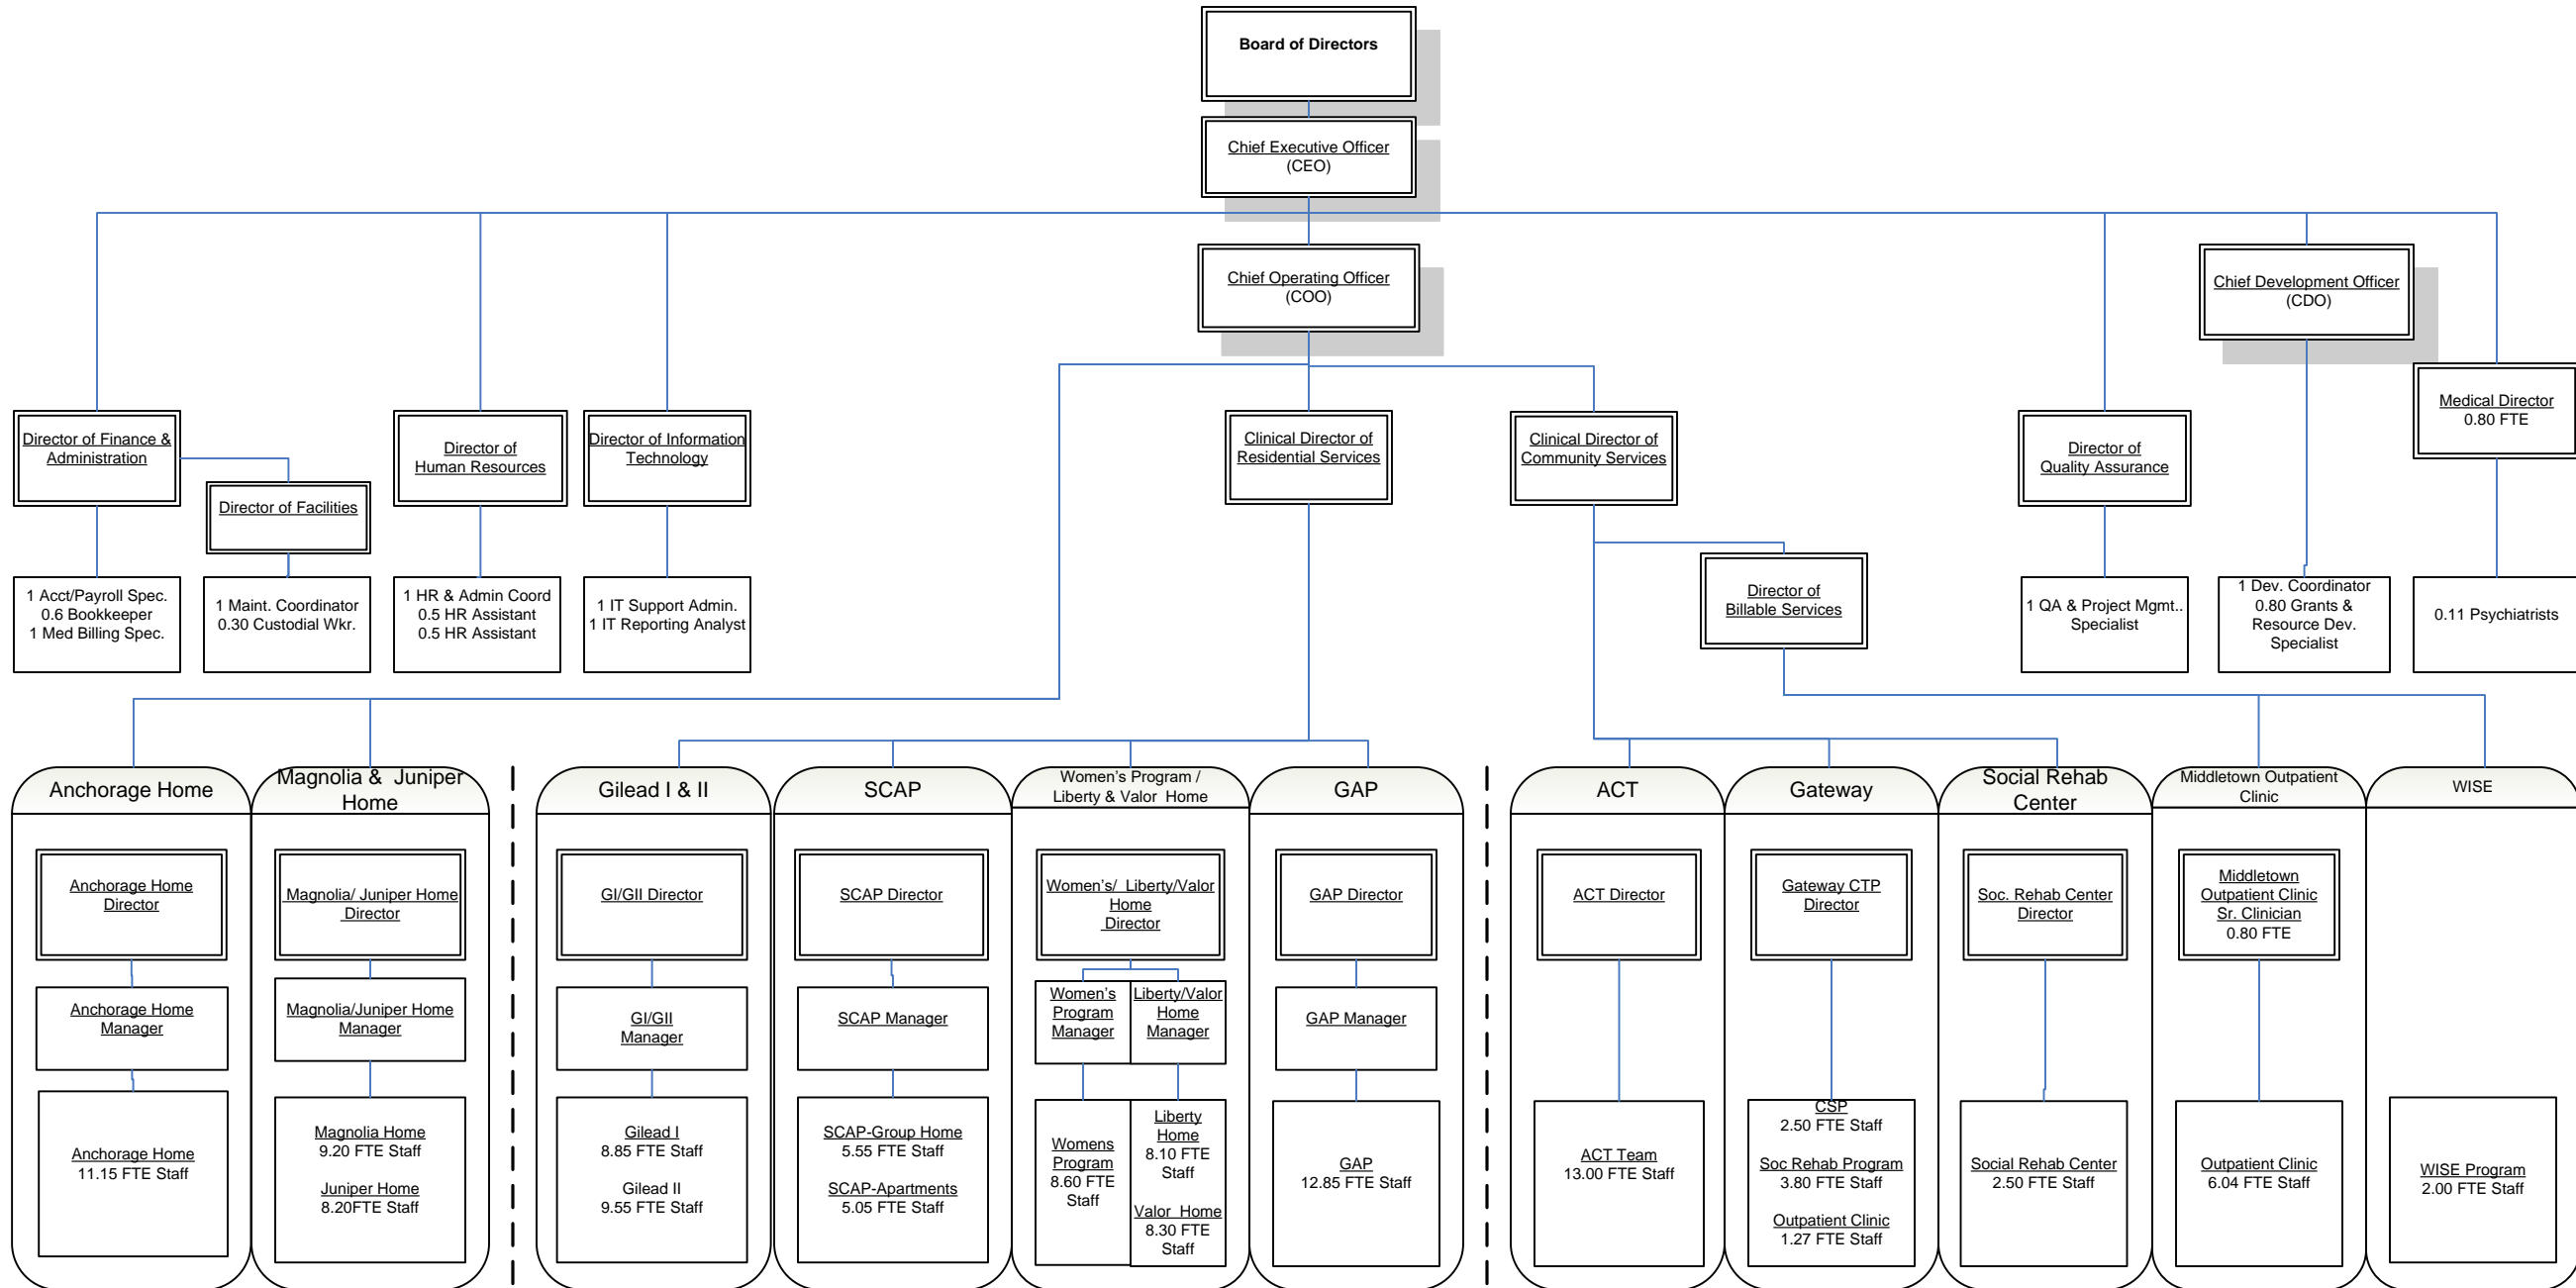 Board of Directors
Chief Executive Officer
(CEO)
Chief Operating Officer
(COO)
Chief Development Officer
(CDO)
Medical Director
0.80 FTE
Director of Finance &
Administration
Director of Facilities
Director of
Human Resources
Director of Information
Technology
Clinical Director of
Residential Services
Clinical Director of
Community Services
Director of
Quality Assurance
Director of
Billable Services
1 Acct/Payroll Spec.
0.6 Bookkeeper
1 Med Billing Spec.
1 Maint. Coordinator
0.30 Custodial Wkr.
1 HR & Admin Coord
0.5 HR Assistant
0.5 HR Assistant
1 IT Support Admin.
1 IT Reporting Analyst
1 QA & Project Mgmt..
Specialist
1 Dev. Coordinator
0.80 Grants &
Resource Dev.
Specialist
0.11 Psychiatrists
Anchorage Home
Magnolia & Juniper
Home
Gilead I & II
SCAP
Women's Program /
Liberty & Valor Home
GAP
ACT
Gateway
Social Rehab
Center
Middletown Outpatient
Clinic
WISE
Anchorage Home
Director
Magnolia/ Juniper Home
Director
GI/GII Director
SCAP Director
Women's/ Liberty/Valor
Home
Director
GAP Director
ACT Director
Gateway CTP
Director
Soc. Rehab Center
Director
Middletown
Outpatient Clinic
Sr. Clinician
0.80 FTE
Anchorage Home
Manager
Magnolia/Juniper Home
Manager
GI/GII
Manager
SCAP Manager
Women's
Program
Manager
Liberty/Valor
Home
Manager
GAP Manager
Anchorage Home
11.15 FTE Staff
Magnolia Home
9.20 FTE Staff
Juniper Home
8.20FTE Staff
Gilead I
8.85 FTE Staff
Gilead II
9.55 FTE Staff
SCAP-Group Home
5.55 FTE Staff
SCAP-Apartments
5.05 FTE Staff
Womens
Program
8.60 FTE
Staff
Liberty
Home
8.10 FTE
Staff
Valor Home
8.30 FTE
Staff
GAP
12.85 FTE Staff
ACT Team
13.00 FTE Staff
CSP
2.50 FTE Staff
Soc Rehab Program
3.80 FTE Staff
Outpatient Clinic
1.27 FTE Staff
Social Rehab Center
2.50 FTE Staff
Outpatient Clinic
6.04 FTE Staff
WISE Program
2.00 FTE Staff